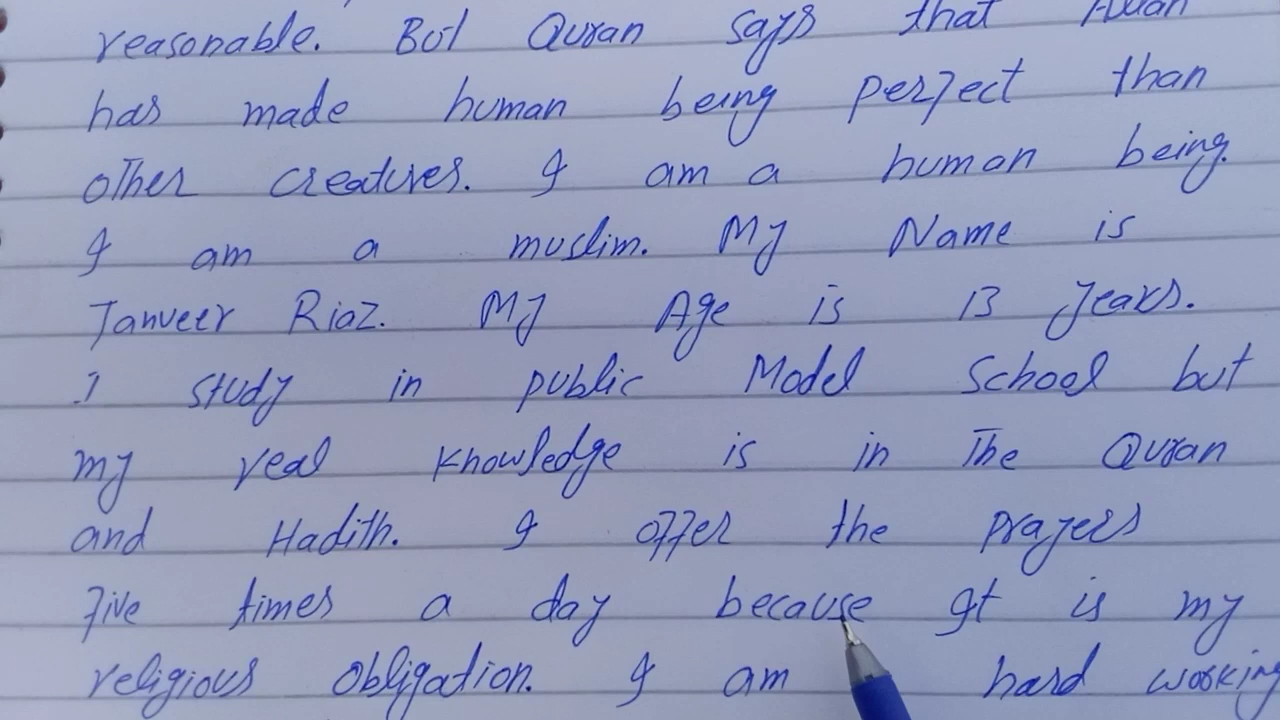 reasonable. But Quran says that Allah
has made human being perfect than
other creatures. I am a human being.
I am a muslim. My Name is
Tanveer Riaz. My Age is 13 years.
I study in public Model School but
my real knowledge is in The Quran
and Hadith. I offer the prayers
five times a day because It is my
religious obligation. I am hard working